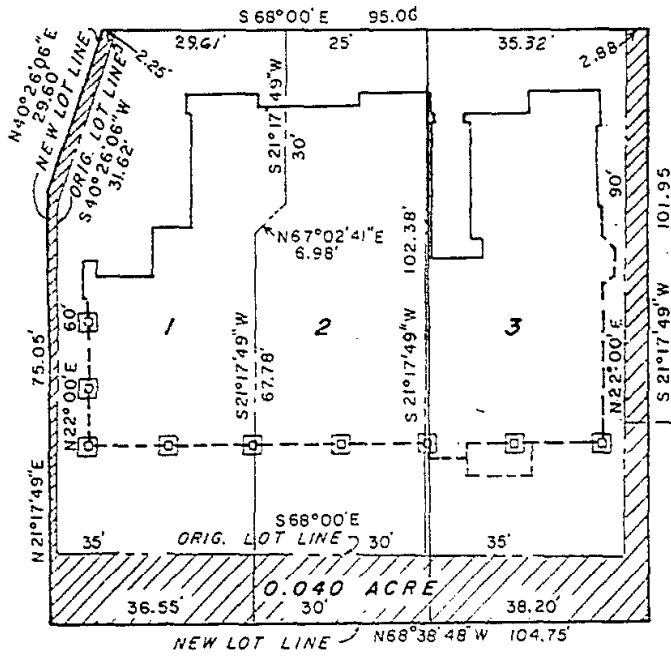 S 68°00' E 95.06
29.61' 25' 35.32'
2.25' 2.88
N40°26'06"E
29.60'
NEW LOT LINE
ORIG. LOT LINE
S 40°26'06"W
31.62'
S 21°17'49"W
30'
N67°02'41"E
6.98'
102.38'
S 21°17'49"W
90'
N22°00'E
101.95
S 21°17'49"W
60'
N22°00'E
75.05'
N21°17'49"E
S21°17'49"W
67.78'
1 2 3
S68°00'E
35' ORIG. LOT LINE 30' 35'
0.040 ACRE
36.55' 30' 38.20'
NEW LOT LINE N68°38'48"W 104.75'